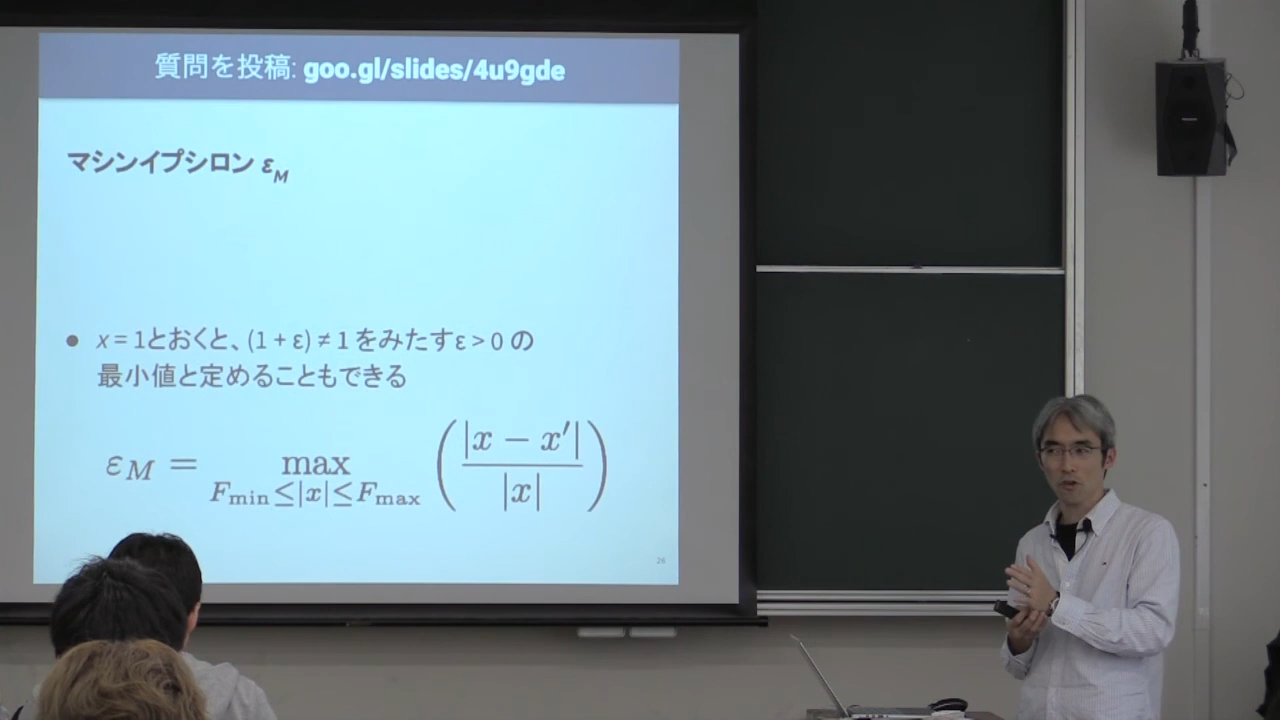 質問を投稿: goo.gl/slides/4u9gde
マシンイプシロン ε_M
● x = 1とおくと、(1 + ε) ≠ 1 をみたすε > 0 の
最小値と定めることもできる
ε_M = max_{F_min ≤ |x| ≤ F_max} ( |x − x′| / |x| )
26